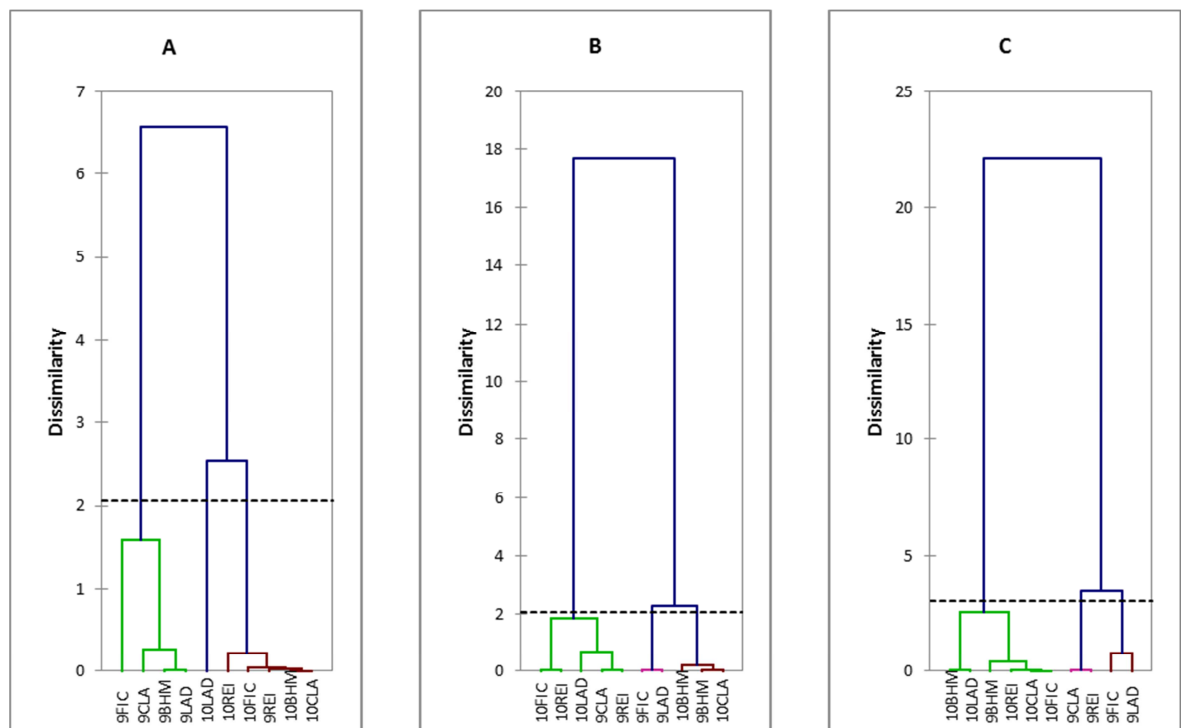 A
7
6
5
4
3
2
1
0
Dissimilarity
9FIC
9CLA
9BHM
9LAD
10LAD
10REI
10FIC
9REI
10BHM
10CLA
B
20
18
16
14
12
10
8
6
4
2
0
Dissimilarity
10FIC
10REI
10LAD
9CLA
9REI
9FIC
9LAD
10BHM
9BHM
10CLA
C
25
20
15
10
5
0
Dissimilarity
10BHM
10LAD
9BHM
10REI
10CLA
10FIC
9CLA
9REI
9FIC
9LAD